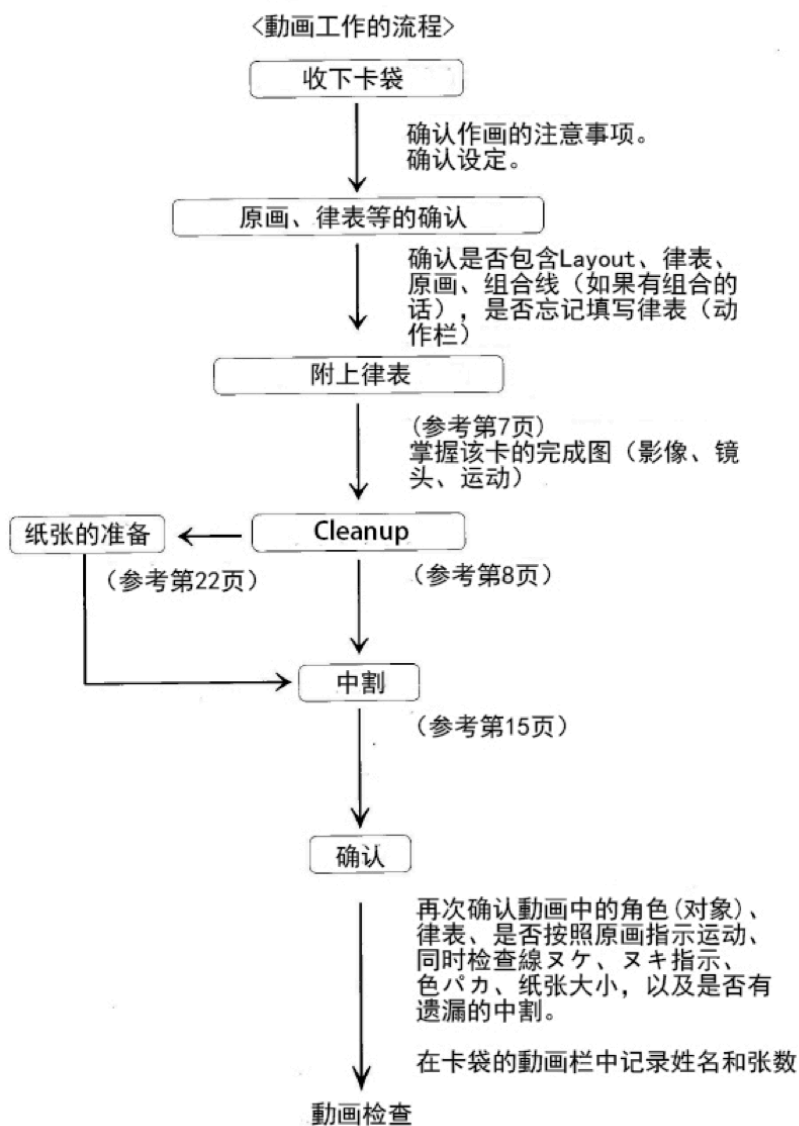 <動画工作的流程>
收下卡袋
确认作画的注意事项。
确认设定。
原画、律表等的确认
确认是否包含Layout、律表、
原画、组合线（如果有组合的
话），是否忘记填写律表（动
作栏）
附上律表
(参考第7页)
掌握该卡的完成图（影像、镜
头、运动）
纸张的准备
Cleanup
（参考第22页）
（参考第8页）
中割
（参考第15页）
确认
再次确认動画中的角色(对象)、
律表、是否按照原画指示运动、
同时检查線ヌケ、ヌキ指示、
色パカ、纸张大小，以及是否有
遗漏的中割。
在卡袋的動画栏中记录姓名和张数
動画检查